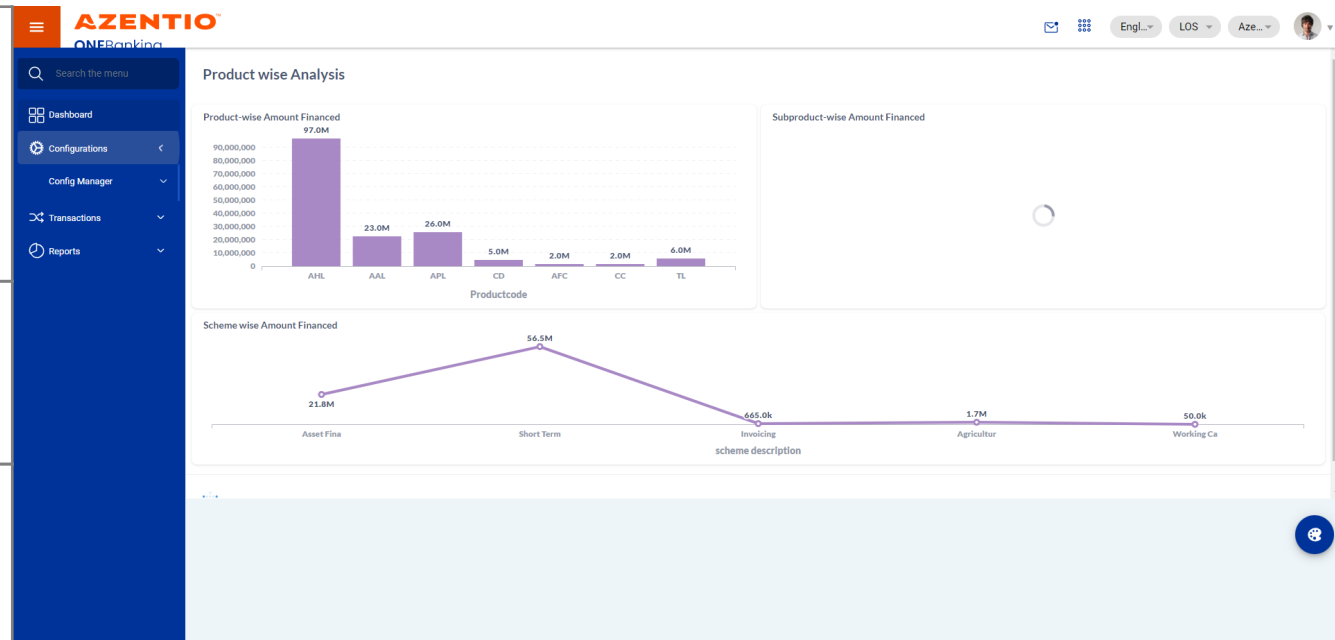 AZENTIO
ONEBanking
Engl...
LOS
Aze...
Search the menu
Dashboard
Configurations
Config Manager
Transactions
Reports
Product wise Analysis
Product-wise Amount Financed
97.0M
90,000,000
80,000,000
70,000,000
60,000,000
50,000,000
40,000,000
30,000,000
20,000,000
10,000,000
0
23.0M
26.0M
5.0M
2.0M
2.0M
6.0M
AHL AAL APL CD AFC CC TL
Productcode
Subproduct-wise Amount Financed
Scheme wise Amount Financed
56.5M
21.8M
665.0k
1.7M
50.0k
Asset Fina Short Term Invoicing Agricultur Working Ca
scheme description